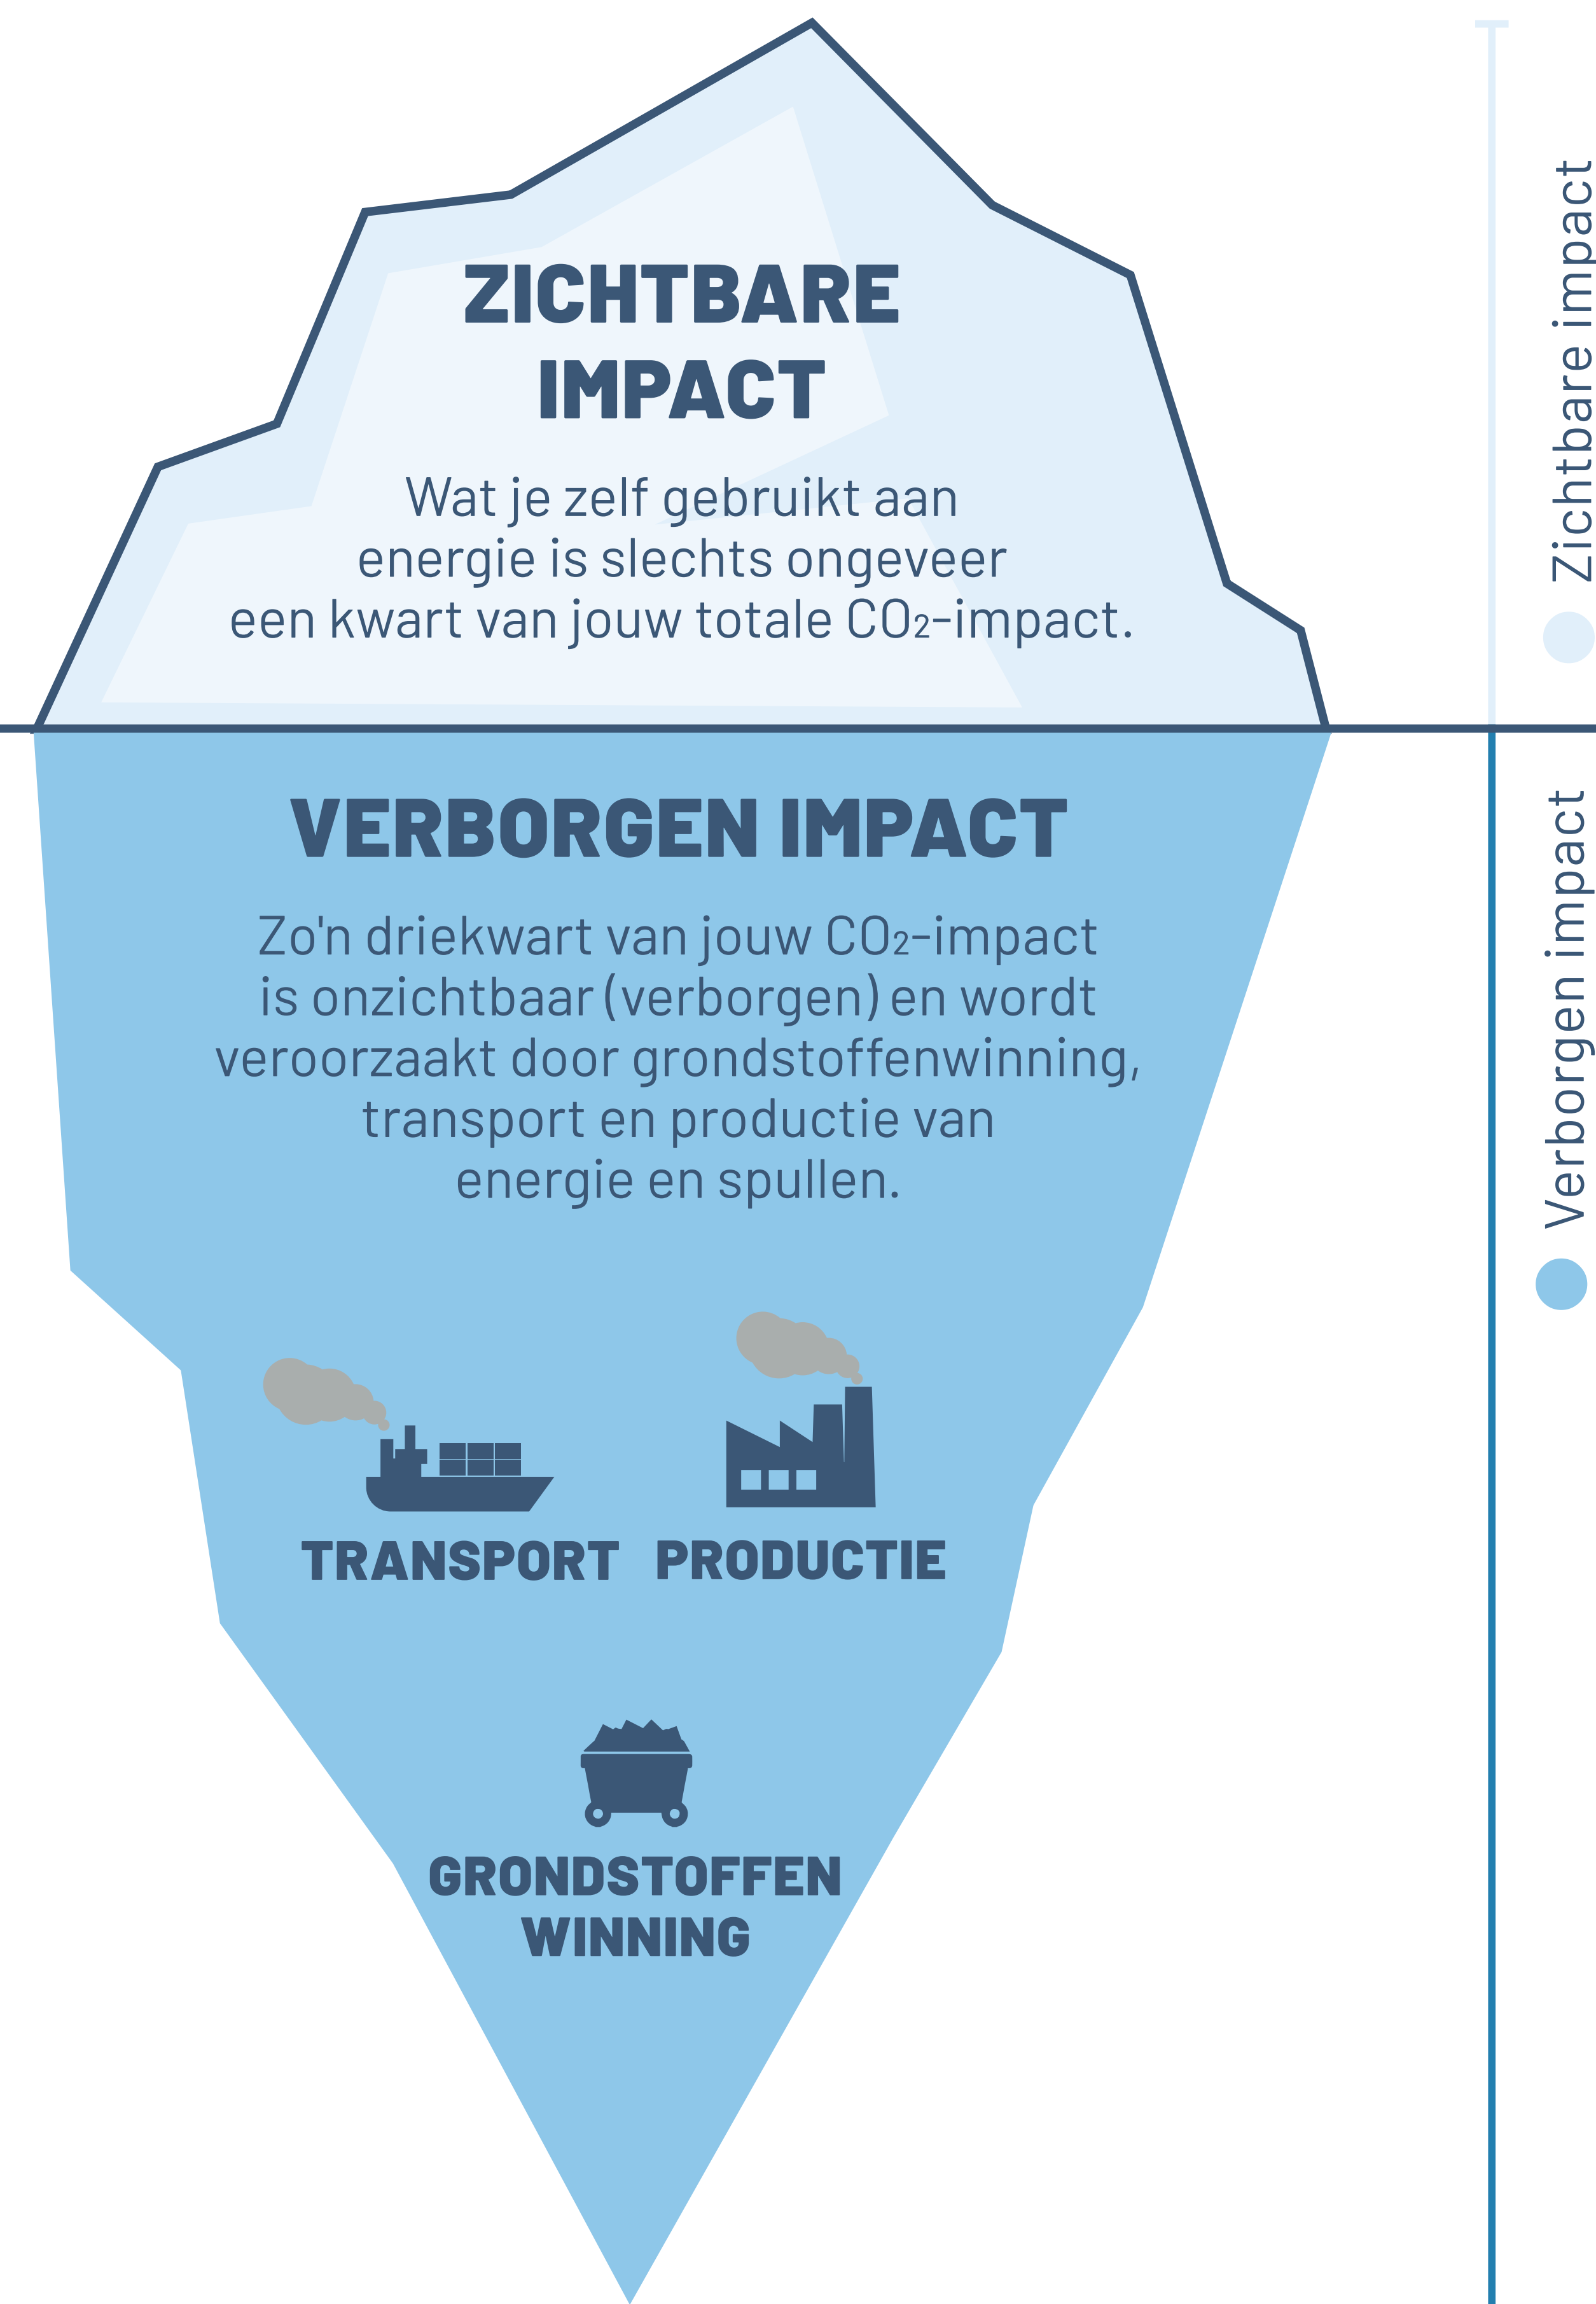 ZICHTBARE
IMPACT
Wat je zelf gebruikt aan
energie is slechts ongeveer
een kwart van jouw totale CO₂-impact.
VERBORGEN IMPACT
Zo'n driekwart van jouw CO₂-impact
is onzichtbaar (verborgen) en wordt
veroorzaakt door grondstoffenwinning,
transport en productie van
energie en spullen.
TRANSPORT
PRODUCTIE
GRONDSTOFFEN
WINNING
Zichtbare impact
Verborgen impact